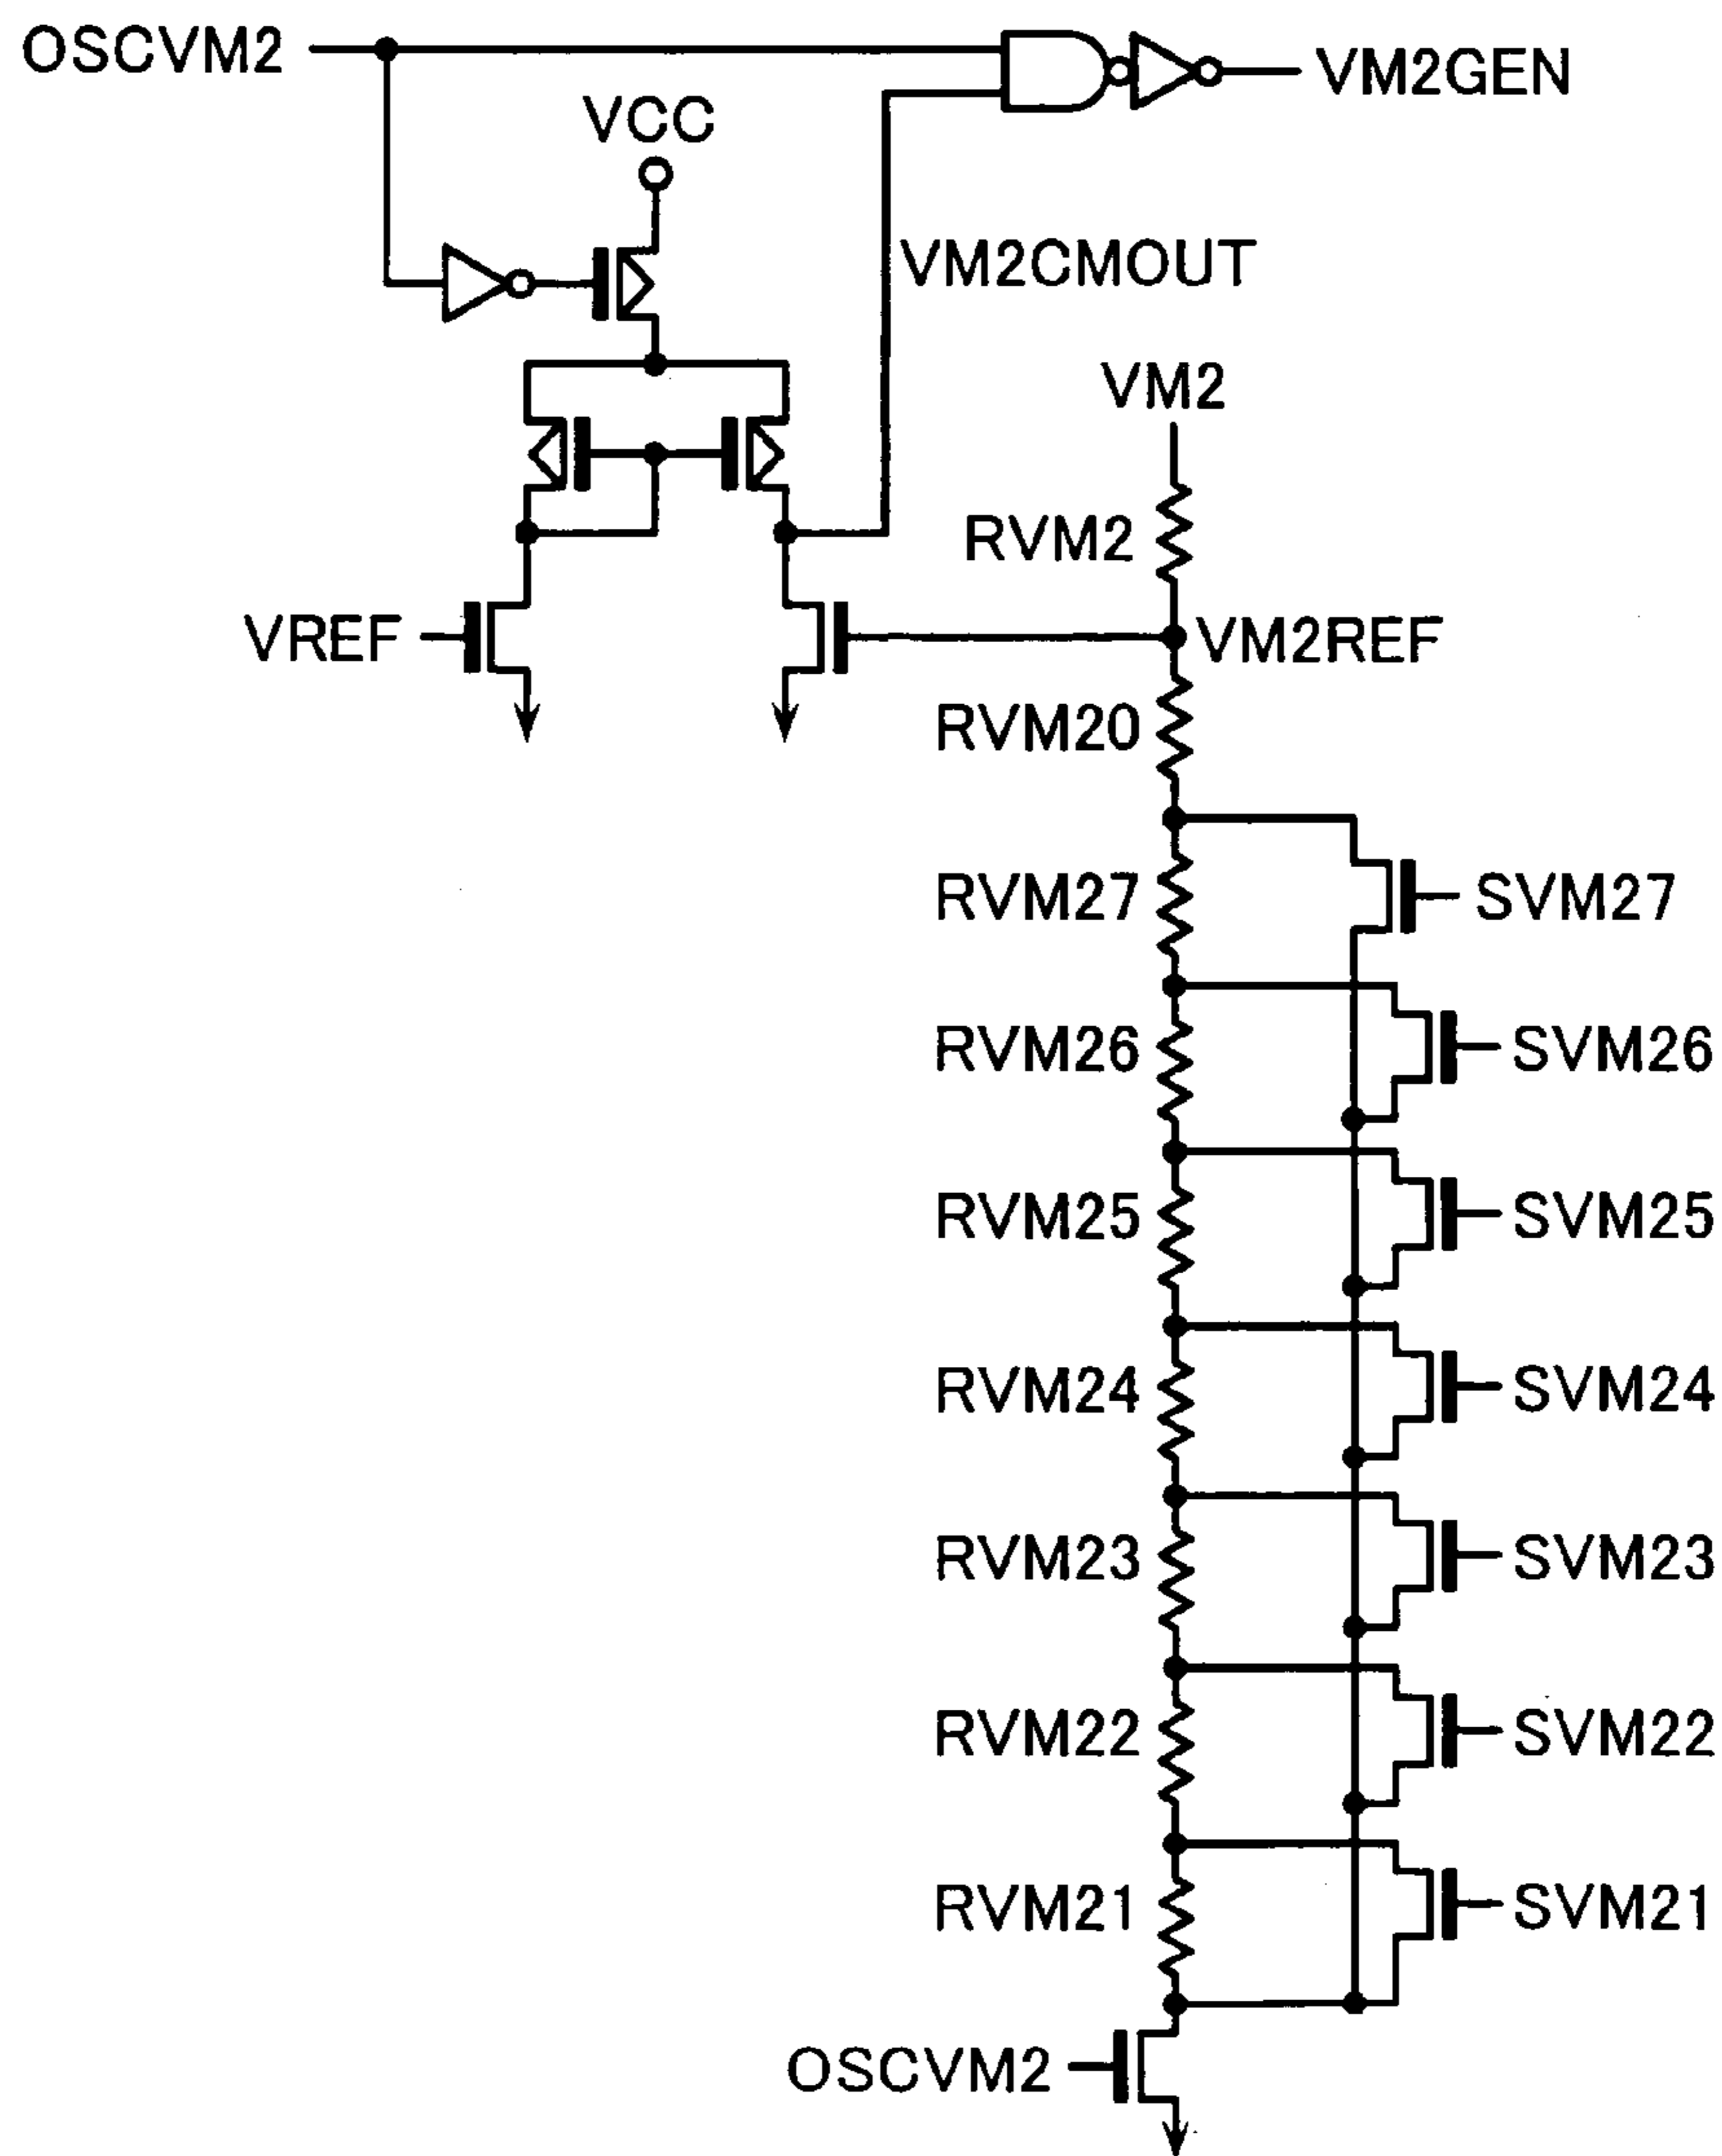 OSCVM2
VM2GEN
VCC
VM2CMOUT
VM2
RVM2
VREF
VM2REF
RVM20
RVM27
SVM27
RVM26
SVM26
RVM25
SVM25
RVM24
SVM24
RVM23
SVM23
RVM22
SVM22
RVM21
SVM21
OSCVM2